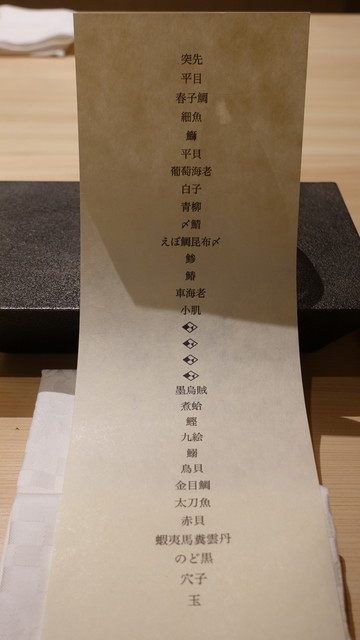 突先
平目
春子鯛
細魚
鰤
平貝
葡萄海老
白子
青柳
〆鯖
えぼ鯛昆布〆
鯵
鰆
車海老
小肌
墨烏賊
煮蛤
鰹
九絵
鰯
鳥貝
金目鯛
太刀魚
赤貝
蝦夷馬糞雲丹
のど黒
穴子
玉